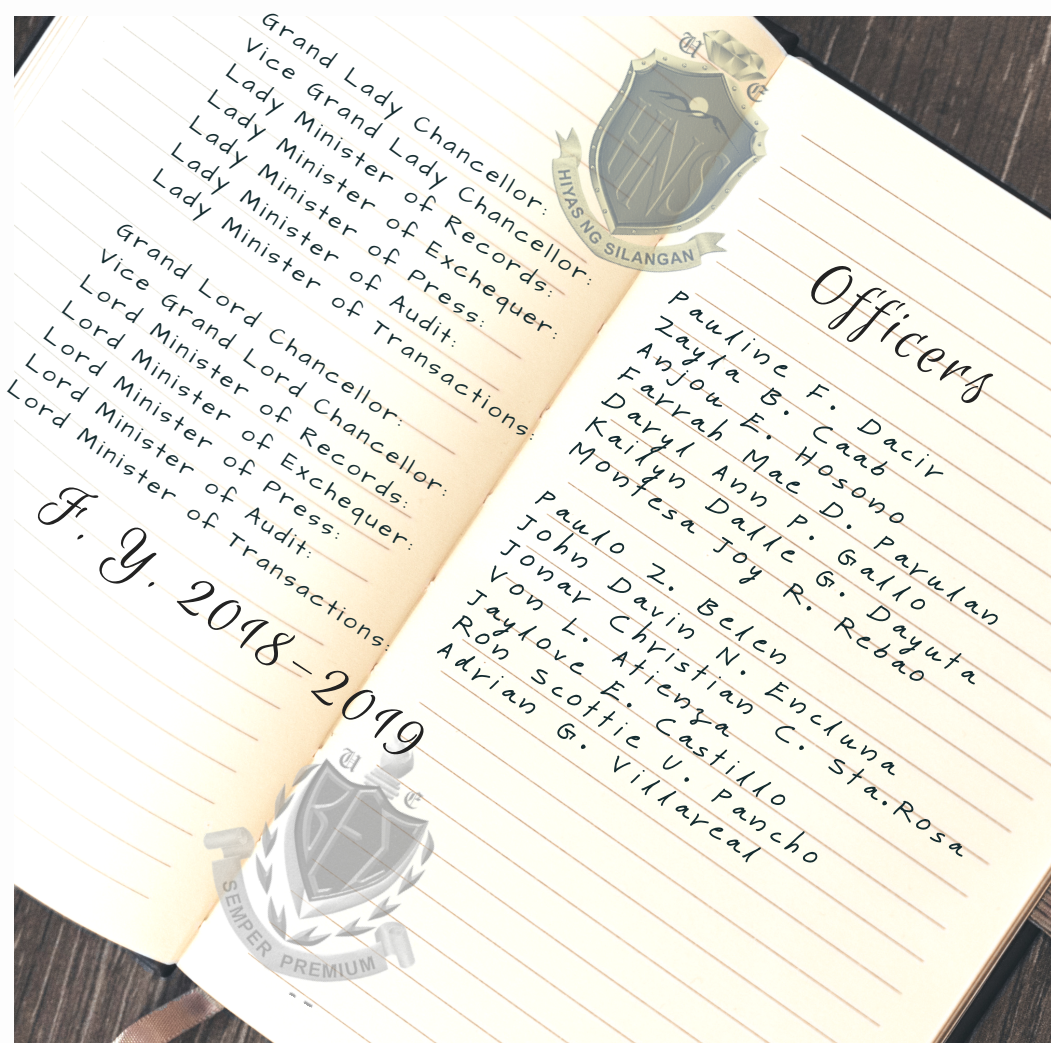 Grand Lady Chancellor:
Vice Grand Lady Chancellor:
Lady Minister of Records:
Lady Minister of Exchequer:
Lady Minister of Press:
Lady Minister of Audit:
Lady Minister of Transactions:
Grand Lord Chancellor:
Vice Grand Lord Chancellor:
Lord Minister of Records:
Lord Minister of Exchequer:
Lord Minister of Press:
Lord Minister of Audit:
Lord Minister of Transactions:
F. Y. 2018-2019
U E
HNS
HIYAS NG SILANGAN
Officers
Pauline F. Dacir
Zayla B. Caab
Anjou E. Hosono
Farrah Mae D. Parulan
Daryl Ann P. Gallo
Kailyn Dalle G. Dayuta
Montesa Joy R. Rebao
Paulo Z. Belen
John Davin N. Encluna
Jonar Christian C. Sta.Rosa
Von L. Atienza
Jaylove E. Castillo
Ron Scottie U. Pancho
Adrian G. Villareal
U E
SEMPER PREMIUM